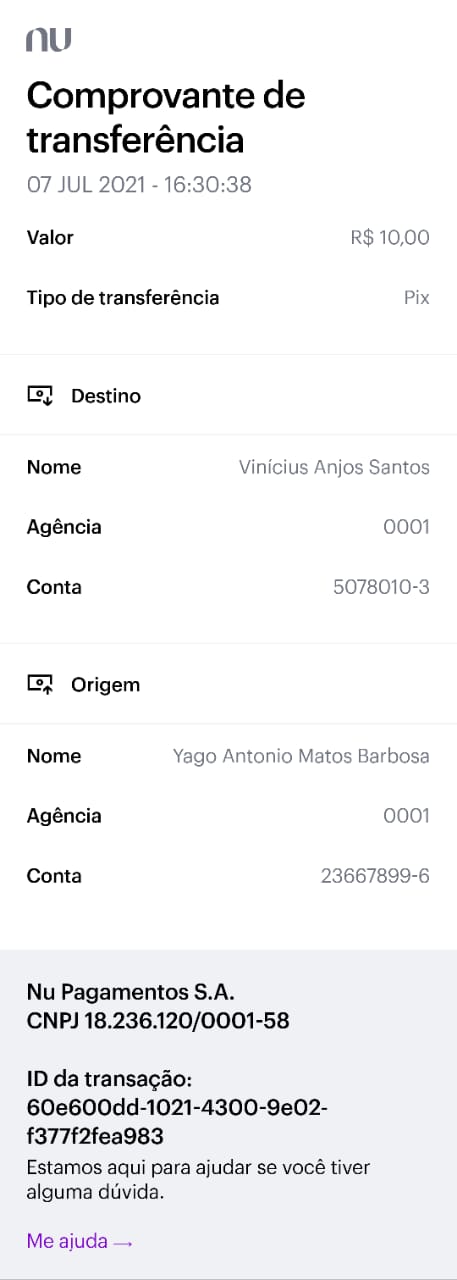 nu
Comprovante de
transferência
07 JUL 2021 - 16:30:38
Valor R$ 10,00
Tipo de transferência Pix
Destino
Nome Vinícius Anjos Santos
Agência 0001
Conta 5078010-3
Origem
Nome Yago Antonio Matos Barbosa
Agência 0001
Conta 23667899-6
Nu Pagamentos S.A.
CNPJ 18.236.120/0001-58
ID da transação:
60e600dd-1021-4300-9e02-
f377f2fea983
Estamos aqui para ajudar se você tiver
alguma dúvida.
Me ajuda →